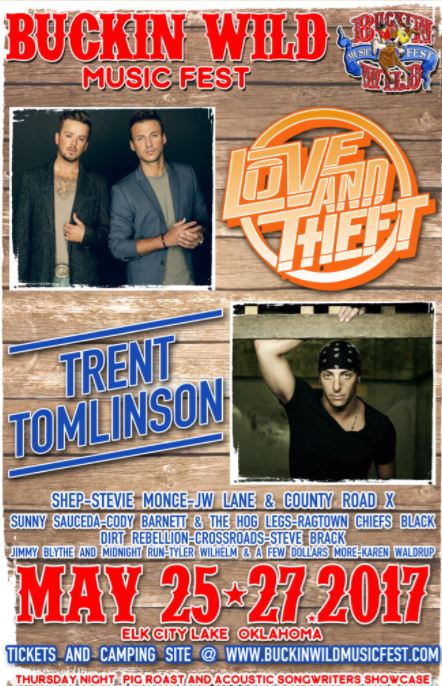 BUCKIN WILD
MUSIC FEST
BUCKIN
MUSIC FEST
WILD
LOVE
AND
THEFT
TRENT
TOMLINSON
SHEP-STEVIE MONCE-JW LANE & COUNTY ROAD X
SUNNY SAUCEDA-CODY BARNETT & THE HOG LEGS-RAGTOWN CHIEFS BLACK
DIRT REBELLION-CROSSROADS-STEVE BRACK
JIMMY BLYTHE AND MIDNIGHT RUN-TYLER WILHELM & A FEW DOLLARS MORE-KAREN WALDRUP
MAY 25★27,2017
ELK CITY LAKE OKLAHOMA
TICKETS AND CAMPING SITE @ WWW.BUCKINWILDMUSICFEST.COM
THURSDAY NIGHT PIG ROAST AND ACOUSTIC SONGWRITERS SHOWCASE